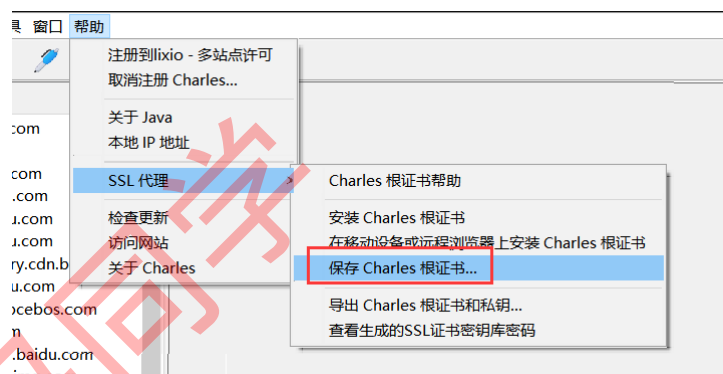 具 窗口 帮助
注册到lixio - 多站点许可
取消注册 Charles...
关于 Java
本地 IP 地址
SSL 代理 >
检查更新
访问网站
关于 Charles
Charles 根证书帮助
安装 Charles 根证书
在移动设备或远程浏览器上安装 Charles 根证书
保存 Charles 根证书...
导出 Charles 根证书和私钥...
查看生成的SSL证书密钥库密码
com
com
.com
u.com
u.com
ry.cdn.b
u.com
ocebos.com
m
.baidu.com
同学